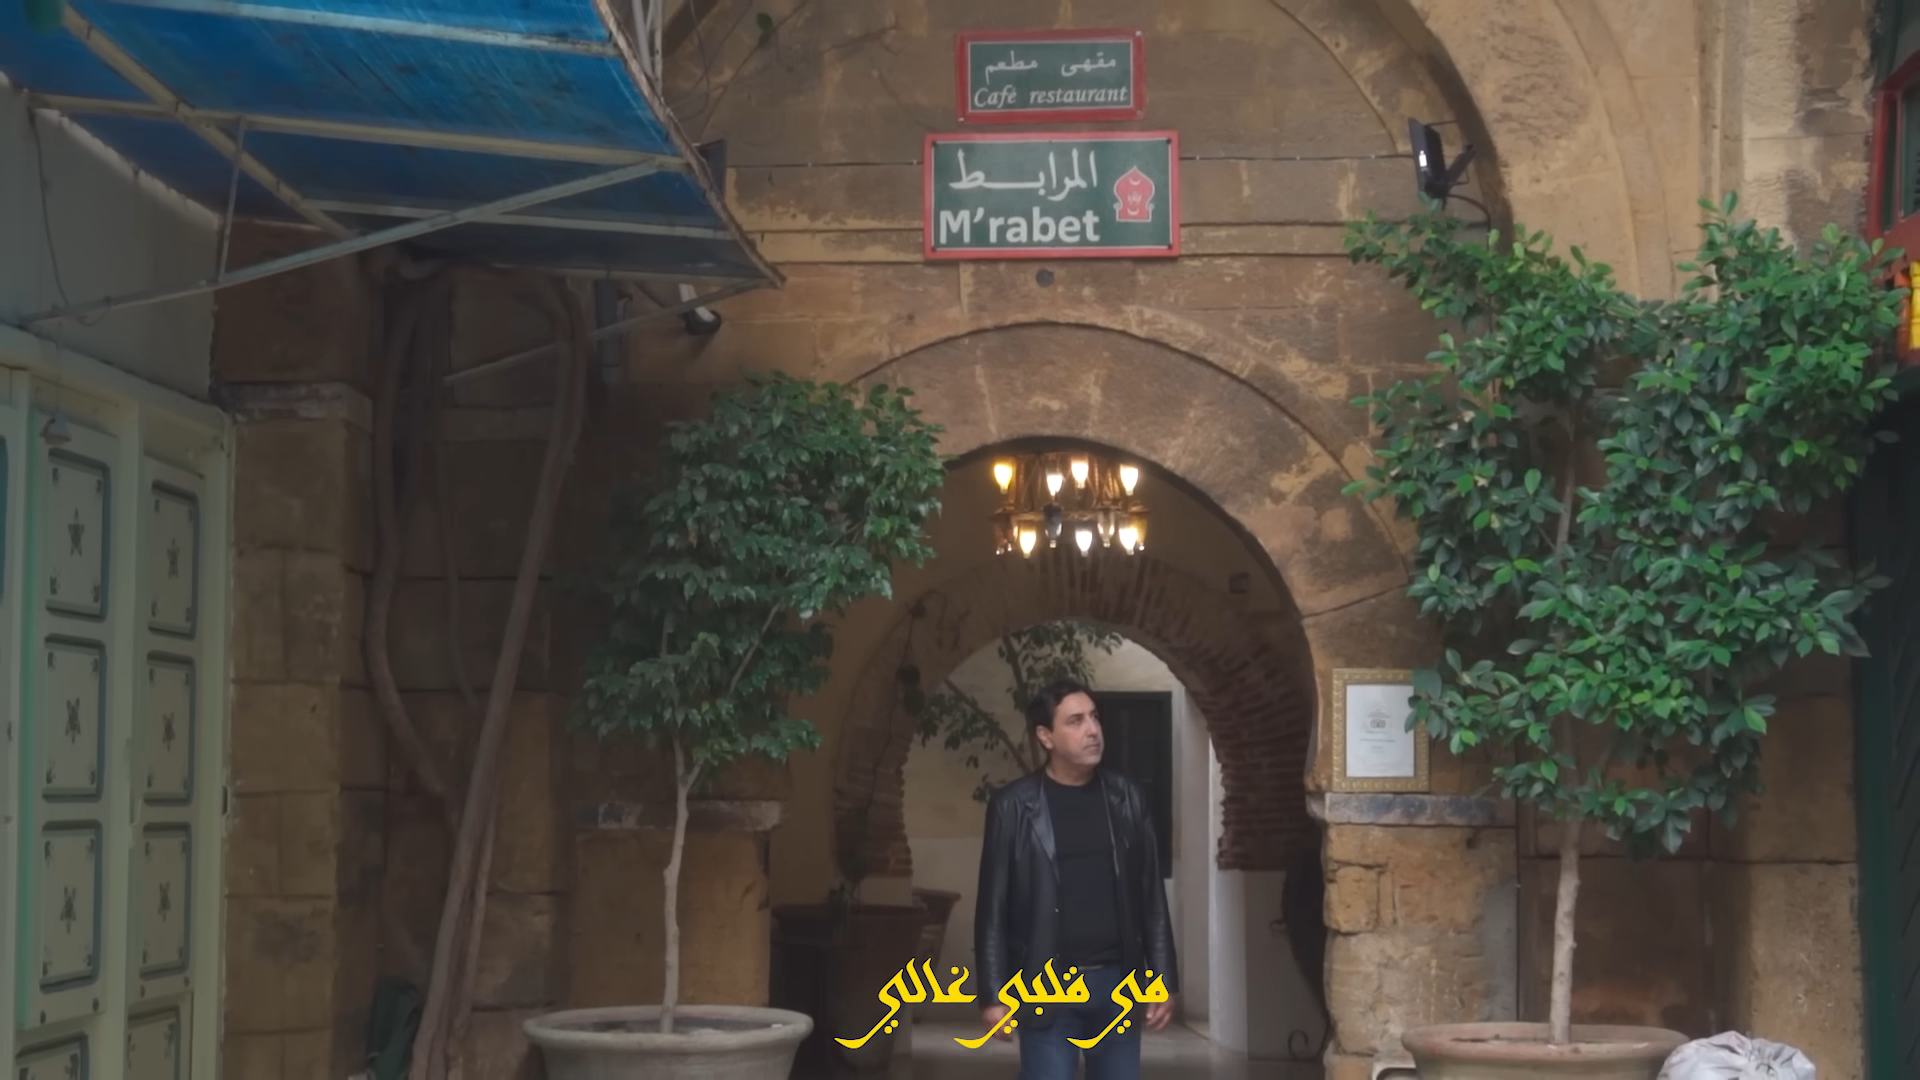 مقهى مطعم
Café restaurant
المرابط
M'rabet
في قلبي غالي